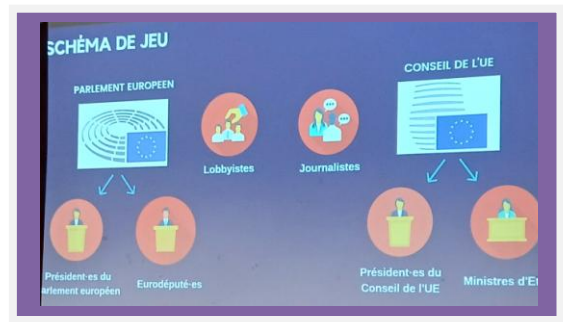 SCHÉMA DE JEU
PARLEMENT EUROPEEN
CONSEIL DE L'UE
Lobbyistes
Journalistes
Président·es du
arlement européen
Eurodéputé·es
Président·es du
Conseil de l'UE
Ministres d'Et